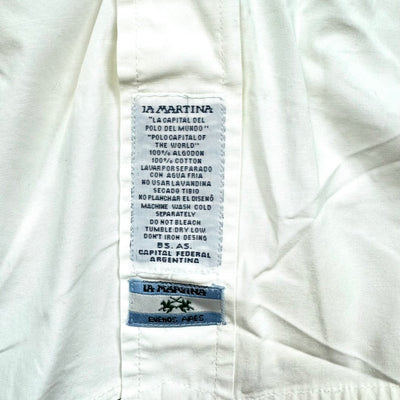 LA MARTINA
"LA CAPITAL DEL
POLO DEL MUNDO"
"POLO CAPITAL OF
THE WORLD"
100% ALGODON
100% COTTON
LAVAR POR SEPARADO
CON AGUA FRIA
NO USAR LAVANDINA
SECADO TIBIO
NO PLANCHAR EL DISEÑO
MACHINE WASH COLD
SEPARATELY
DO NOT BLEACH
TUMBLE DRY LOW
DON'T IRON DESING
BS. AS.
CAPITAL FEDERAL
ARGENTINA
LA MARTINA
BUENOS AIRES